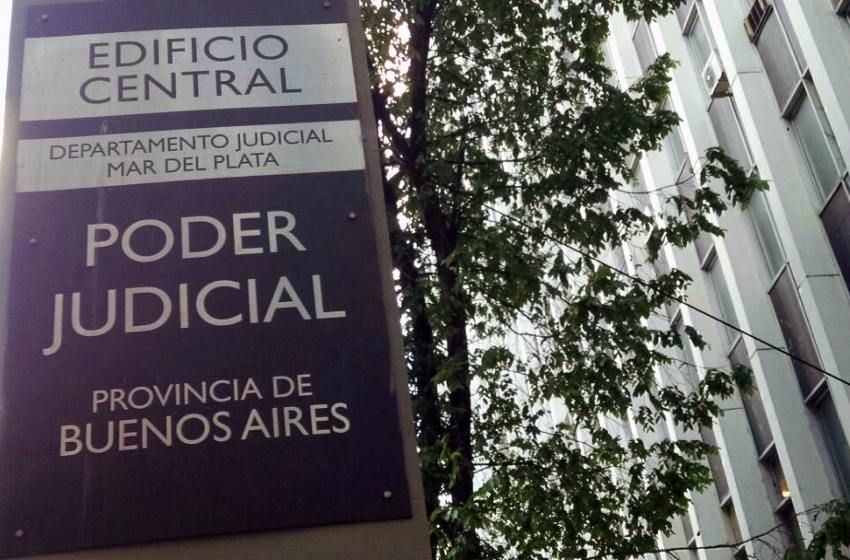 EDIFICIO
CENTRAL
DEPARTAMENTO JUDICIAL
MAR DEL PLATA
PODER
JUDICIAL
PROVINCIA DE
BUENOS AIRES